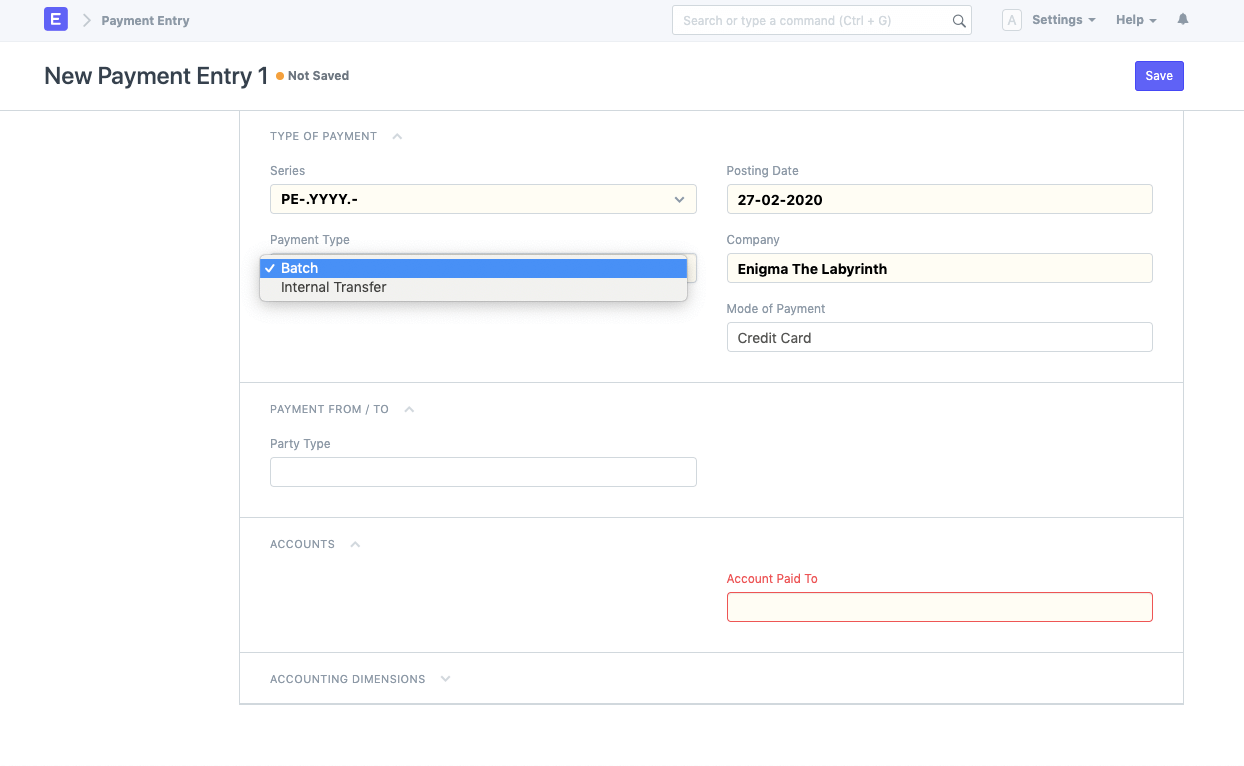 E
Payment Entry
Search or type a command (Ctrl + G)
A
Settings
Help
New Payment Entry 1
Not Saved
Save
TYPE OF PAYMENT
Series
PE-.YYYY.-
Posting Date
27-02-2020
Payment Type
Batch
Internal Transfer
Company
Enigma The Labyrinth
Mode of Payment
Credit Card
PAYMENT FROM / TO
Party Type
ACCOUNTS
Account Paid To
ACCOUNTING DIMENSIONS